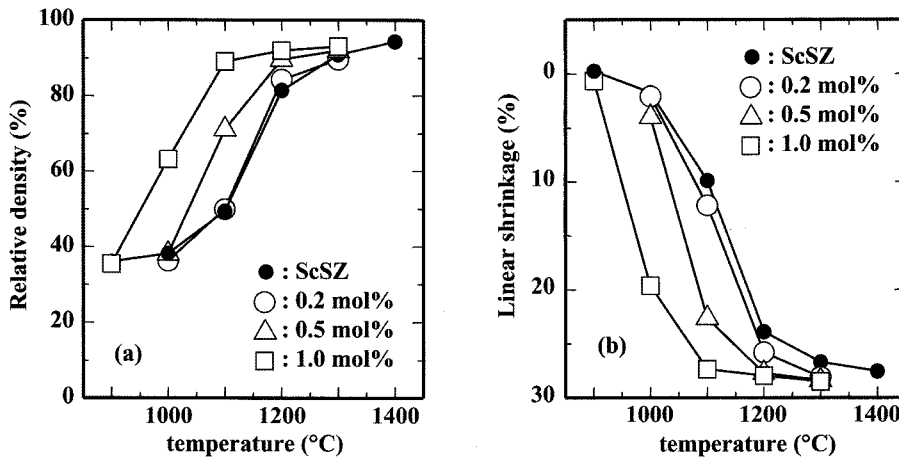 100
80
60
40
20
0
Relative density (%)
● : ScSZ
○ : 0.2 mol%
△ : 0.5 mol%
□ : 1.0 mol%
(a)
1000 1200 1400
temperature (°C)
0
10
20
30
Linear shrinkage (%)
● : ScSZ
○ : 0.2 mol%
△ : 0.5 mol%
□ : 1.0 mol%
(b)
1000 1200 1400
temperature (°C)